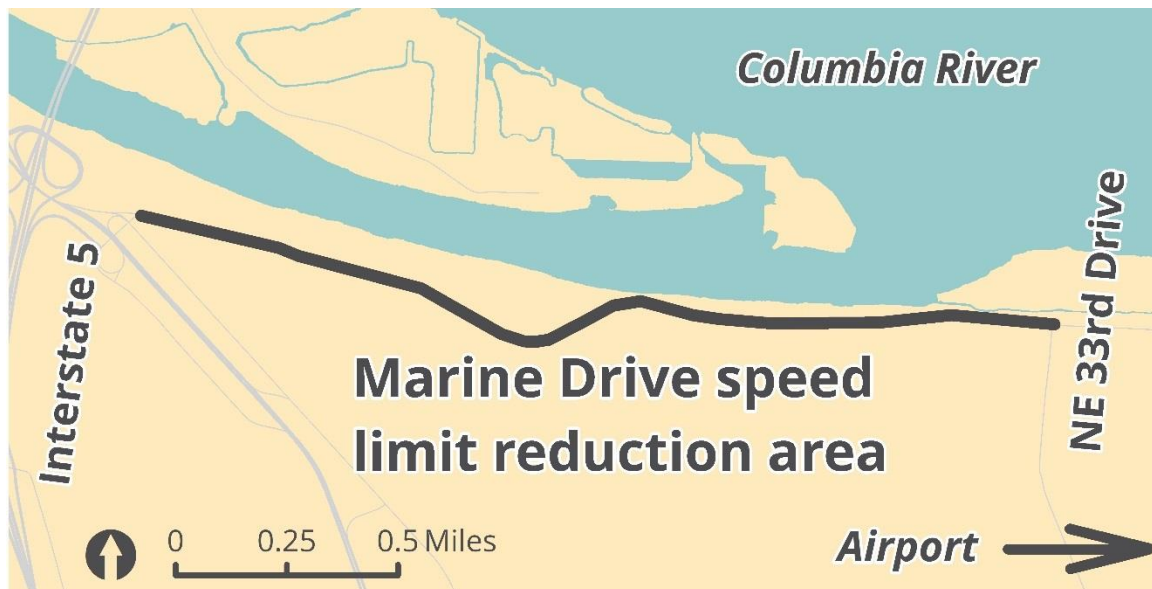 Columbia River
Interstate 5
NE 33rd Drive
Marine Drive speed
limit reduction area
0 0.25 0.5 Miles
Airport